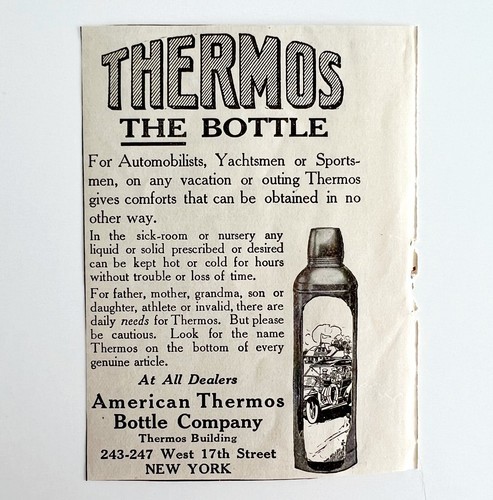 THERMOS
THE BOTTLE
For Automobilists, Yachtsmen or Sports-
men, on any vacation or outing Thermos
gives comforts that can be obtained in no
other way.
In the sick-room or nursery any
liquid or solid prescribed or desired
can be kept hot or cold for hours
without trouble or loss of time.
For father, mother, grandma, son or
daughter, athlete or invalid, there are
daily needs for Thermos. But please
be cautious. Look for the name
Thermos on the bottom of every
genuine article.
At All Dealers
American Thermos
Bottle Company
Thermos Building
243-247 West 17th Street
NEW YORK